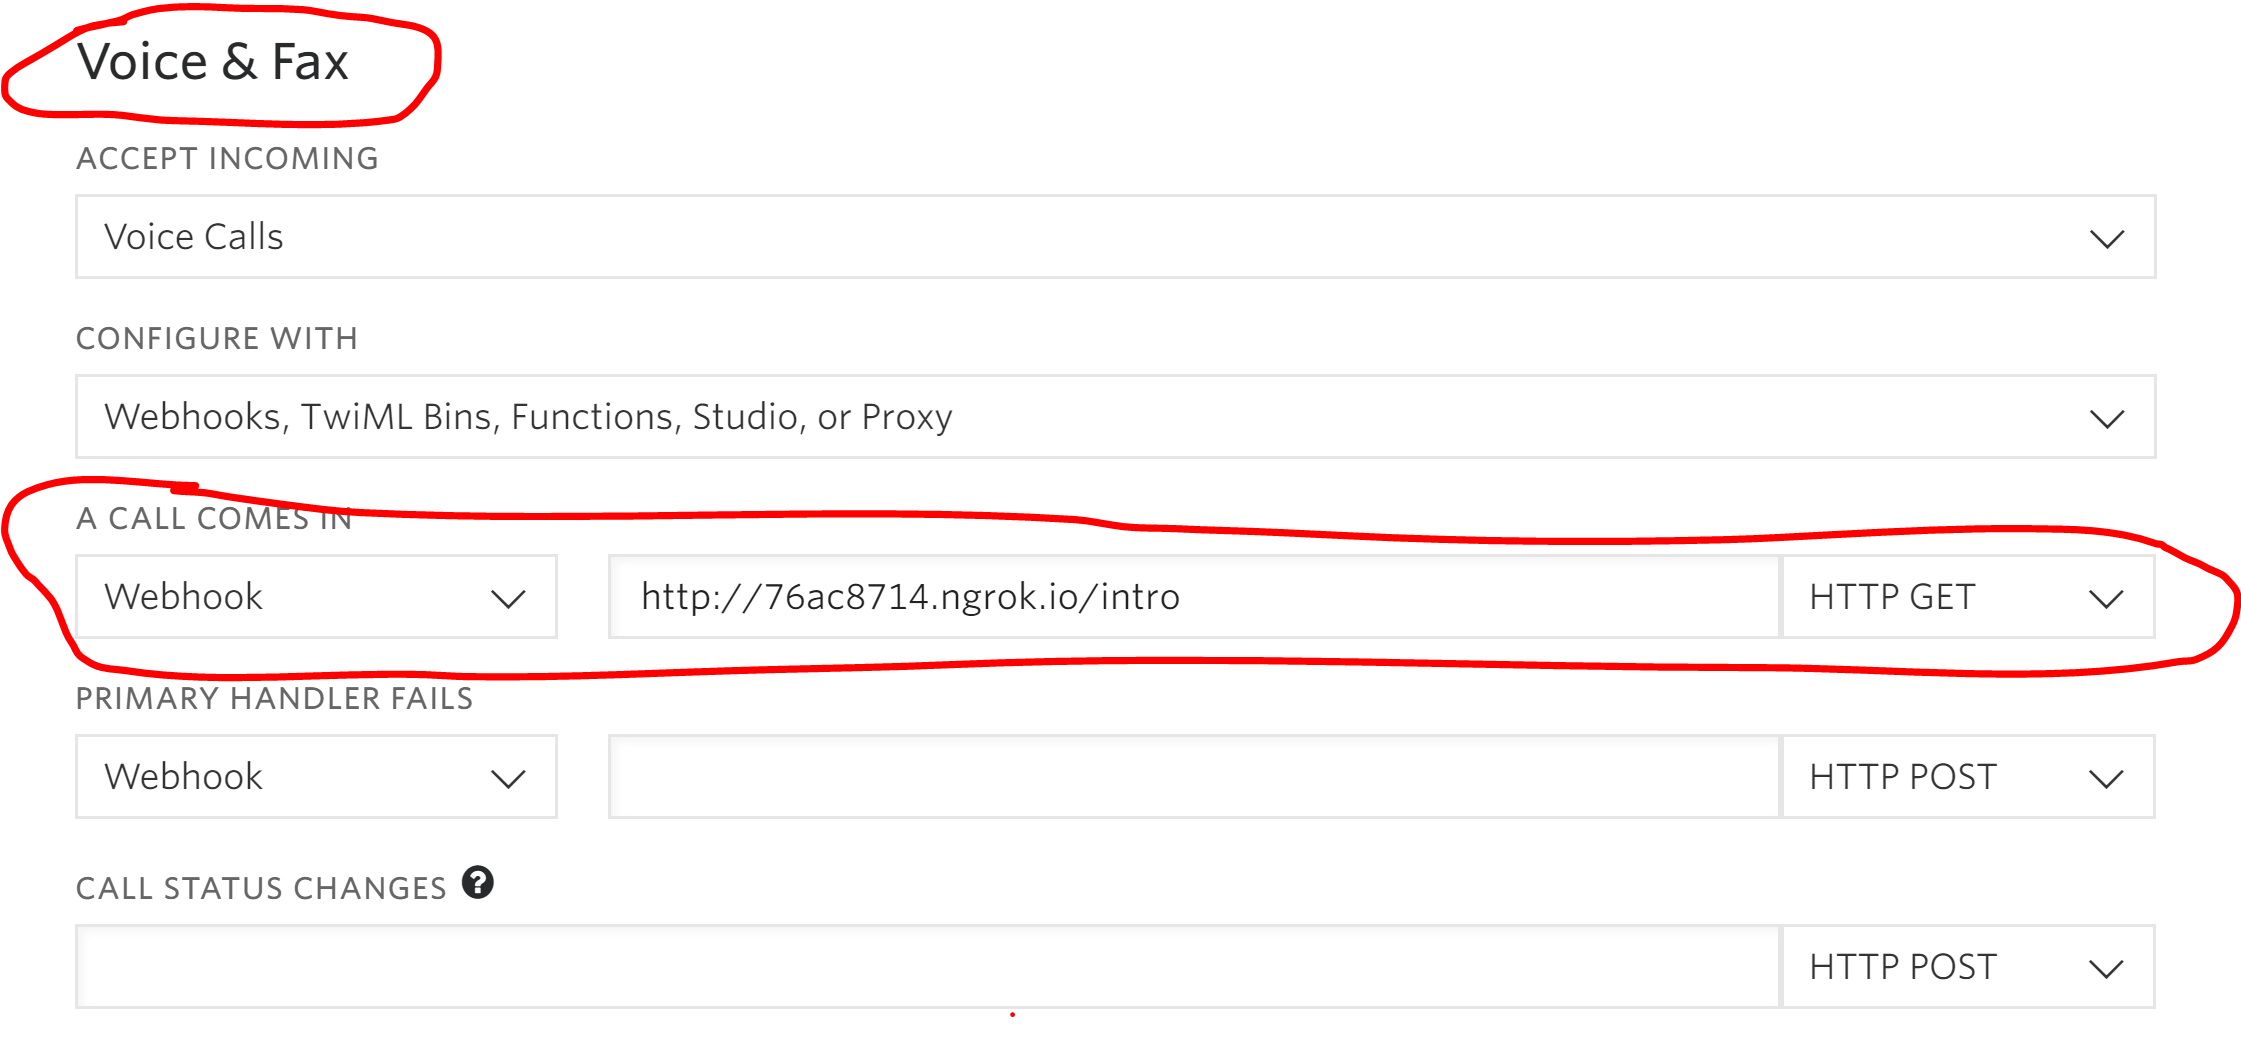 Voice & Fax
ACCEPT INCOMING
Voice Calls
CONFIGURE WITH
Webhooks, TwiML Bins, Functions, Studio, or Proxy
A CALL COMES IN
Webhook http://76ac8714.ngrok.io/intro HTTP GET
PRIMARY HANDLER FAILS
Webhook HTTP POST
CALL STATUS CHANGES ?
HTTP POST